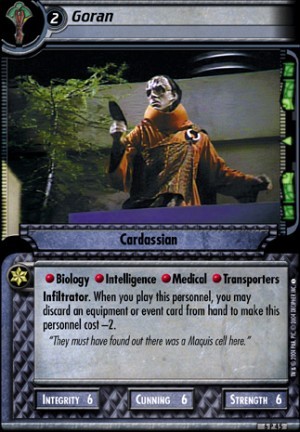 2 Goran
Cardassian
Biology Intelligence Medical Transporters
Infiltrator. When you play this personnel, you may
discard an equipment or event card from hand to make this
personnel cost –2.
"They must have found out there was a Maquis cell here."
INTEGRITY 6 CUNNING 6 STRENGTH 6